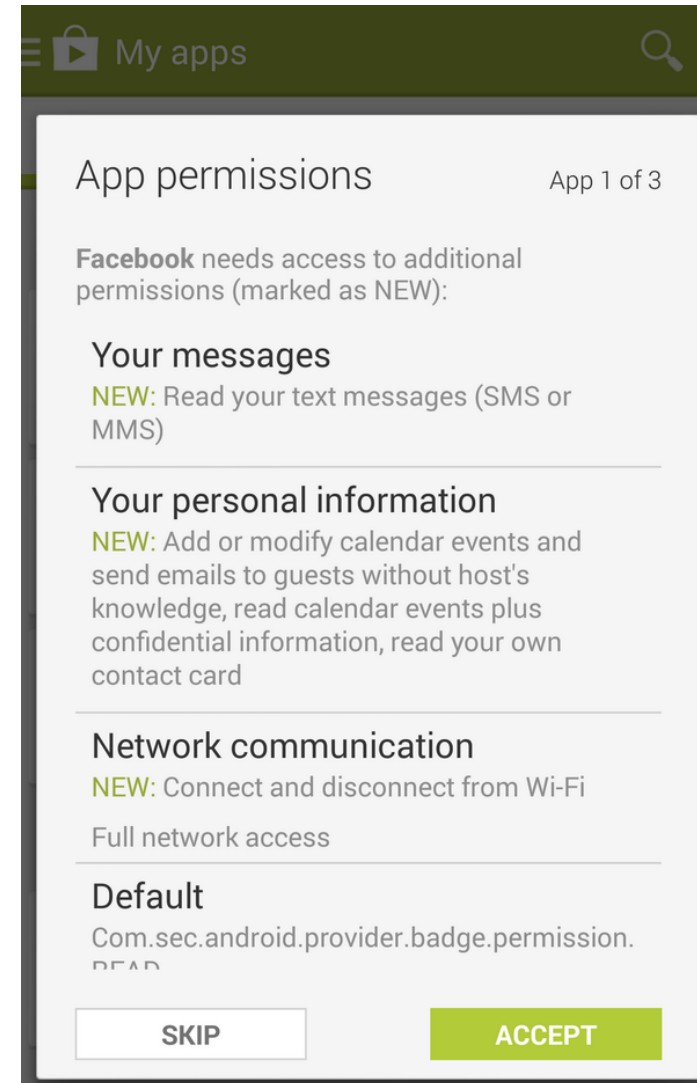 My apps
App permissions
App 1 of 3
Facebook needs access to additional
permissions (marked as NEW):
Your messages
NEW: Read your text messages (SMS or
MMS)
Your personal information
NEW: Add or modify calendar events and
send emails to guests without host's
knowledge, read calendar events plus
confidential information, read your own
contact card
Network communication
NEW: Connect and disconnect from Wi-Fi
Full network access
Default
Com.sec.android.provider.badge.permission.
READ
SKIP
ACCEPT